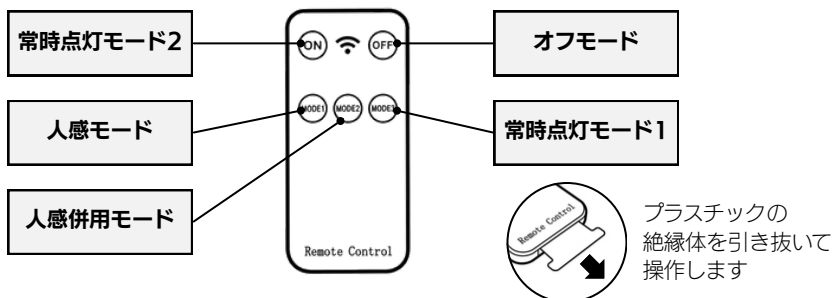 常時点灯モード2
ON
OFF
オフモード
人感モード
MODE1
MODE2
MODE3
常時点灯モード1
人感併用モード
Remote Control
Remote Control
プラスチックの
絶縁体を引き抜いて
操作します